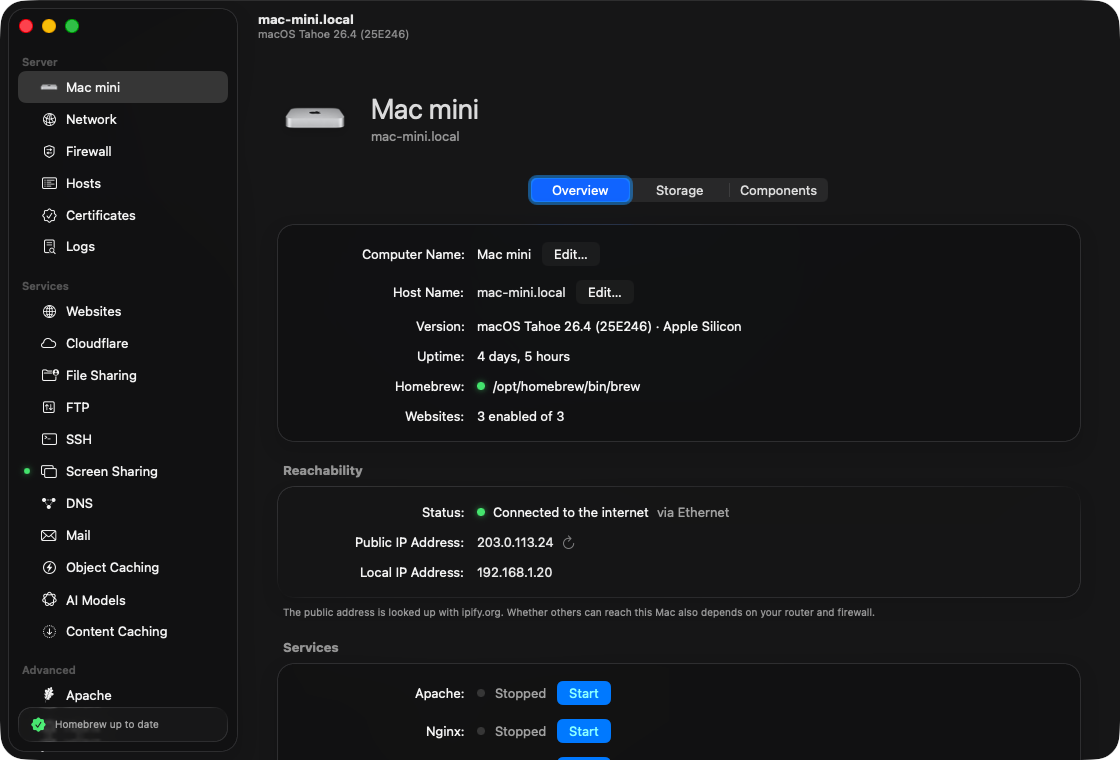 mac-mini.local
macOS Tahoe 26.4 (25E246)
Server
Mac mini
Network
Firewall
Hosts
Certificates
Logs
Services
Websites
Cloudflare
File Sharing
FTP
SSH
Screen Sharing
DNS
Mail
Object Caching
AI Models
Content Caching
Advanced
Apache
Homebrew up to date
Mac mini
mac-mini.local
Overview Storage Components
Computer Name: Mac mini Edit...
Host Name: mac-mini.local Edit...
Version: macOS Tahoe 26.4 (25E246) · Apple Silicon
Uptime: 4 days, 5 hours
Homebrew: /opt/homebrew/bin/brew
Websites: 3 enabled of 3
Reachability
Status: Connected to the internet via Ethernet
Public IP Address: 203.0.113.24
Local IP Address: 192.168.1.20
The public address is looked up with ipify.org. Whether others can reach this Mac also depends on your router and firewall.
Services
Apache: Stopped Start
Nginx: Stopped Start